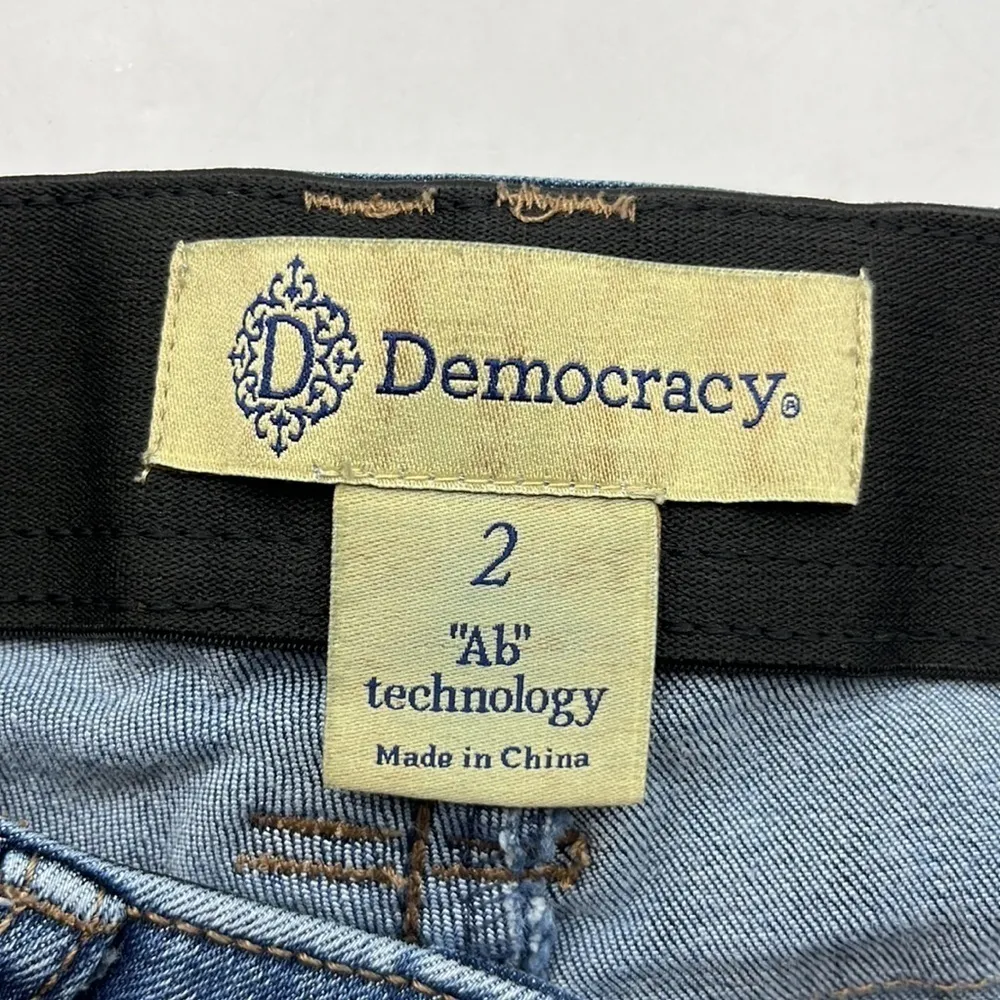 D Democracy®
2
"Ab"
technology
Made in China